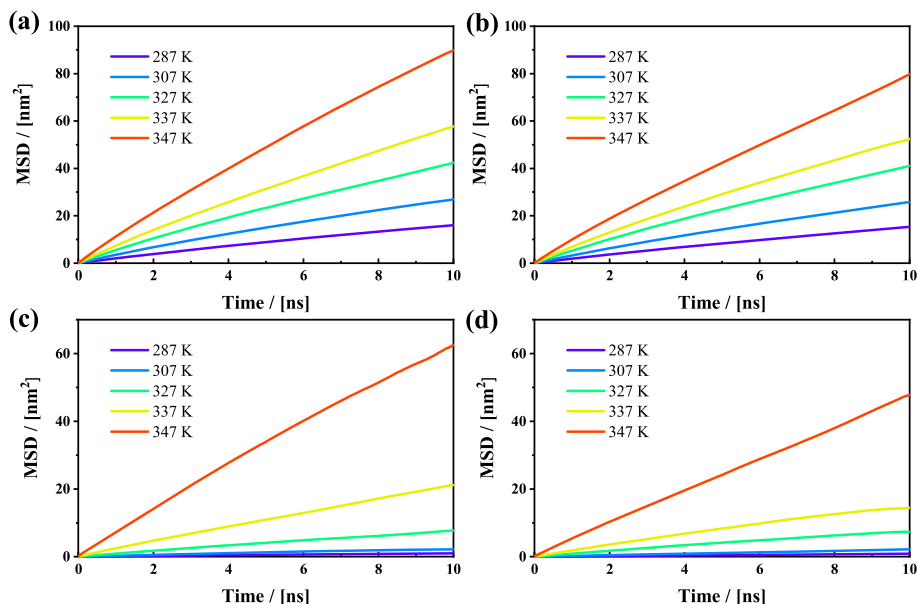 (a)
MSD / [nm²]
100
80
60
40
20
0
287 K
307 K
327 K
337 K
347 K
0 2 4 6 8 10
Time / [ns]
(b)
MSD / [nm²]
100
80
60
40
20
0
287 K
307 K
327 K
337 K
347 K
0 2 4 6 8 10
Time / [ns]
(c)
MSD / [nm²]
60
40
20
0
287 K
307 K
327 K
337 K
347 K
0 2 4 6 8 10
Time / [ns]
(d)
MSD / [nm²]
60
40
20
0
287 K
307 K
327 K
337 K
347 K
0 2 4 6 8 10
Time / [ns]